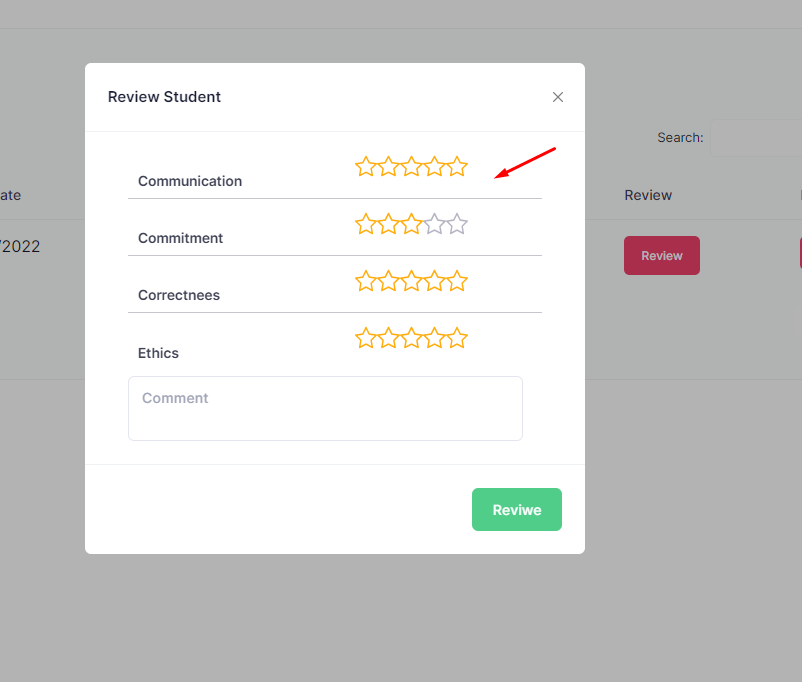 Review Student
Search:
ate
Review
/2022
Review
Communication
Commitment
Correctnees
Ethics
Comment
Reviwe